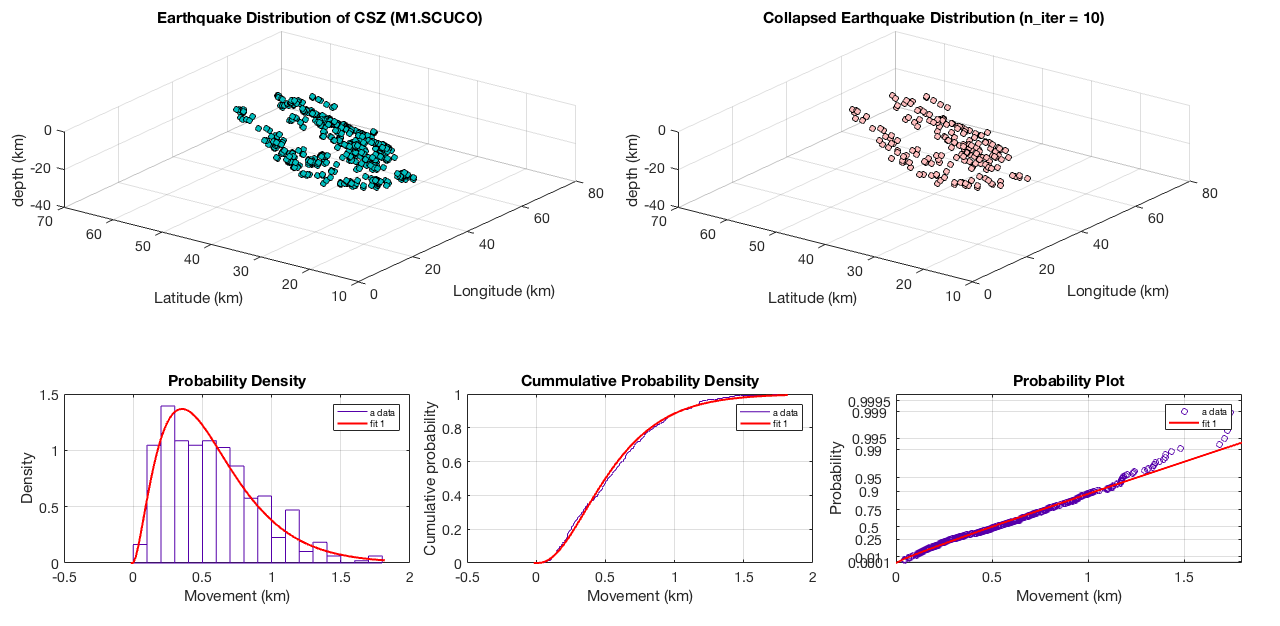 Earthquake Distribution of CSZ (M1.SCUCO)
0
-20
-40
depth (km)
70
60
50
40
30
20
10
Latitude (km)
0
20
40
60
80
Longitude (km)
Collapsed Earthquake Distribution (n_iter = 10)
0
-20
-40
depth (km)
70
60
50
40
30
20
10
Latitude (km)
0
20
40
60
80
Longitude (km)
Probability Density
1.5
1
0.5
0
Density
a data
fit 1
-0.5
0
0.5
1
1.5
2
Movement (km)
Cummulative Probability Density
1
0.8
0.6
0.4
0.2
0
Cumulative probability
a data
fit 1
-0.5
0
0.5
1
1.5
2
Movement (km)
Probability Plot
0.9995
0.999
0.995
0.99
0.95
0.9
0.75
0.5
0.25
0.01
0.0001
Probability
a data
fit 1
0
0.5
1
1.5
Movement (km)